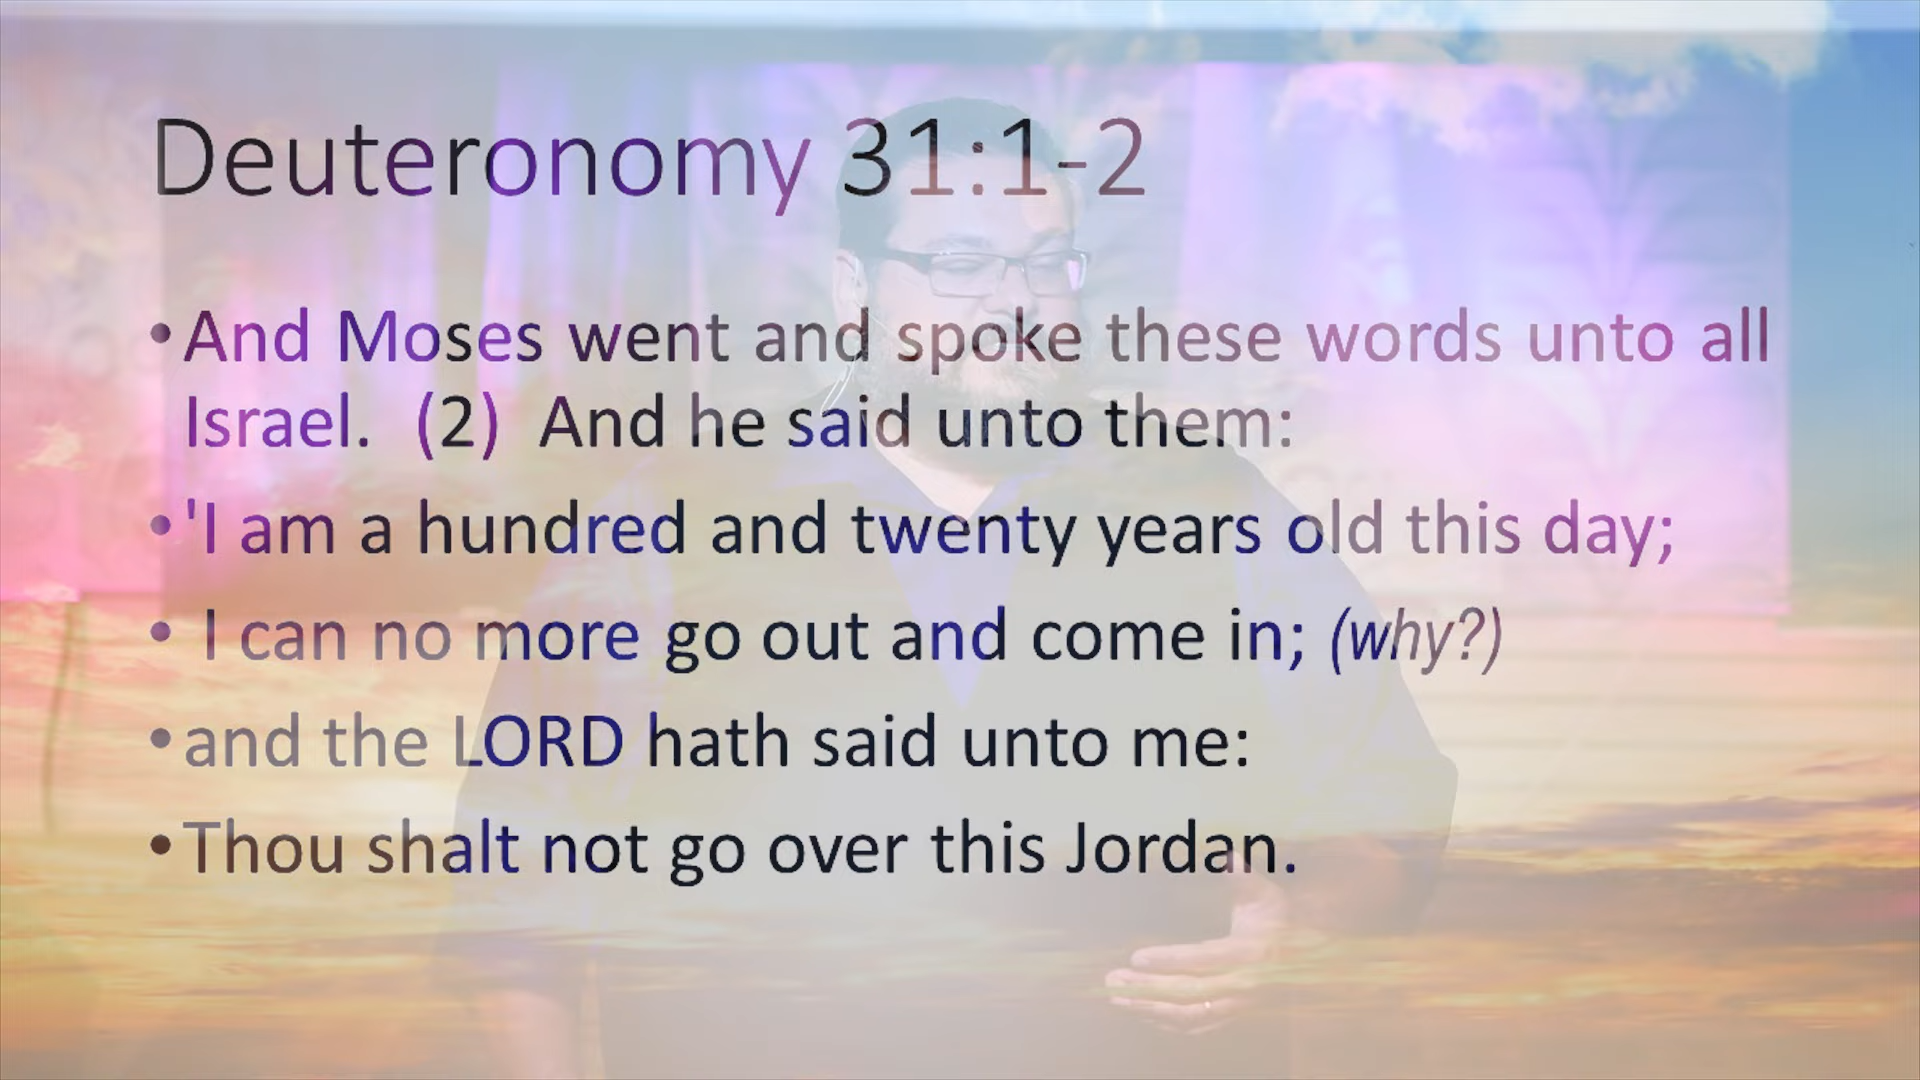 Deuteronomy 31:1-2
•And Moses went and spoke these words unto all
Israel. (2) And he said unto them:
•'I am a hundred and twenty years old this day;
• I can no more go out and come in; (why?)
•and the LORD hath said unto me:
•Thou shalt not go over this Jordan.